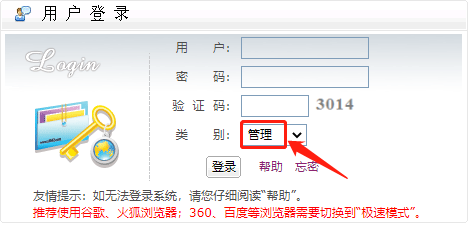 用 户 登 录
Login
用 户:
密 码:
验 证 码: 3014
类 别: 管理
登录 帮助 忘密
友情提示：如无法登录系统，请您仔细阅读“帮助”。
推荐使用谷歌、火狐浏览器；360、百度等浏览器需要切换到“极速模式”。